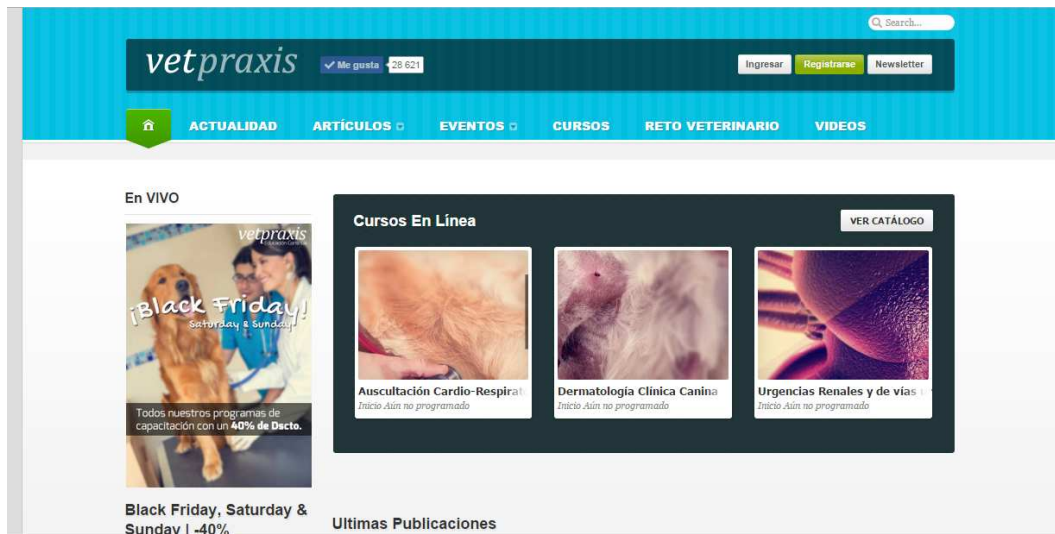 Search...
vetpraxis
Me gusta 28 621
Ingresar Registrarse Newsletter
ACTUALIDAD ARTÍCULOS EVENTOS CURSOS RETO VETERINARIO VIDEOS
En VIVO
vetpraxis
¡Black Friday!
Saturday & Sunday!
Todos nuestros programas de
capacitación con un 40% de Dscto.
Black Friday, Saturday &
Sunday | -40%
Cursos En Línea
VER CATÁLOGO
Auscultación Cardio-Respirat
Inicio Aún no programado
Dermatología Clínica Canina
Inicio Aún no programado
Urgencias Renales y de vías
Inicio Aún no programado
Ultimas Publicaciones